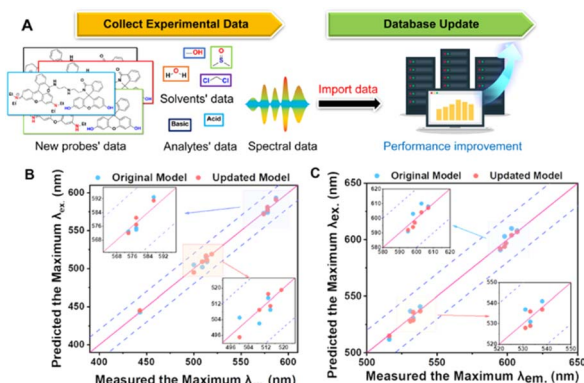 Collect Experimental Data
Database Update
A
New probes' data
Solvents' data
Basic
Acid
Analytes' data
Spectral data
Import data
Performance improvement
B
Original Model
Updated Model
Predicted the Maximum λex. (nm)
600
550
500
450
400
592
584
576
568
568 576 584 592
520
512
504
496
496 504 512 520
400 450 500 550 600
Measured the Maximum λ
(nm)
C
Original Model
Updated Model
Predicted the Maximum λex. (nm)
650
600
550
500
620
610
600
590
580
580 590 600 610 620
550
540
530
520
520 530 540 550
500 550 600 650
Measured the Maximum λem. (nm)